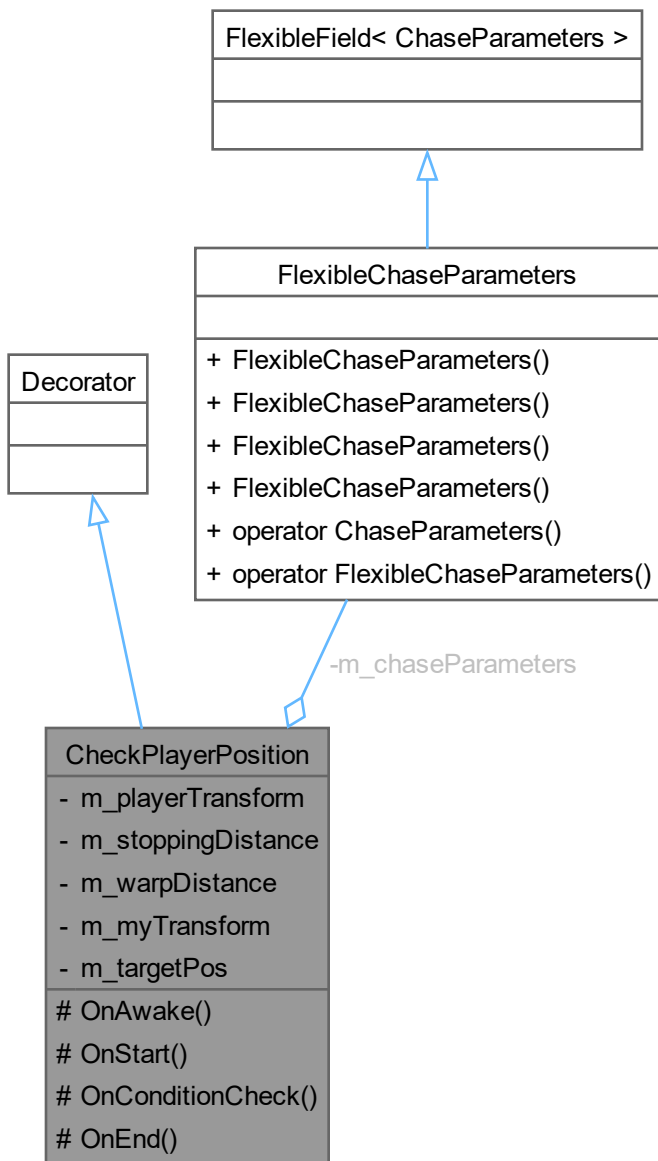 FlexibleField< ChaseParameters >
FlexibleChaseParameters
+ FlexibleChaseParameters()
+ FlexibleChaseParameters()
+ FlexibleChaseParameters()
+ FlexibleChaseParameters()
+ operator ChaseParameters()
+ operator FlexibleChaseParameters()
Decorator
-m_chaseParameters
CheckPlayerPosition
- m_playerTransform
- m_stoppingDistance
- m_warpDistance
- m_myTransform
- m_targetPos
# OnAwake()
# OnStart()
# OnConditionCheck()
# OnEnd()